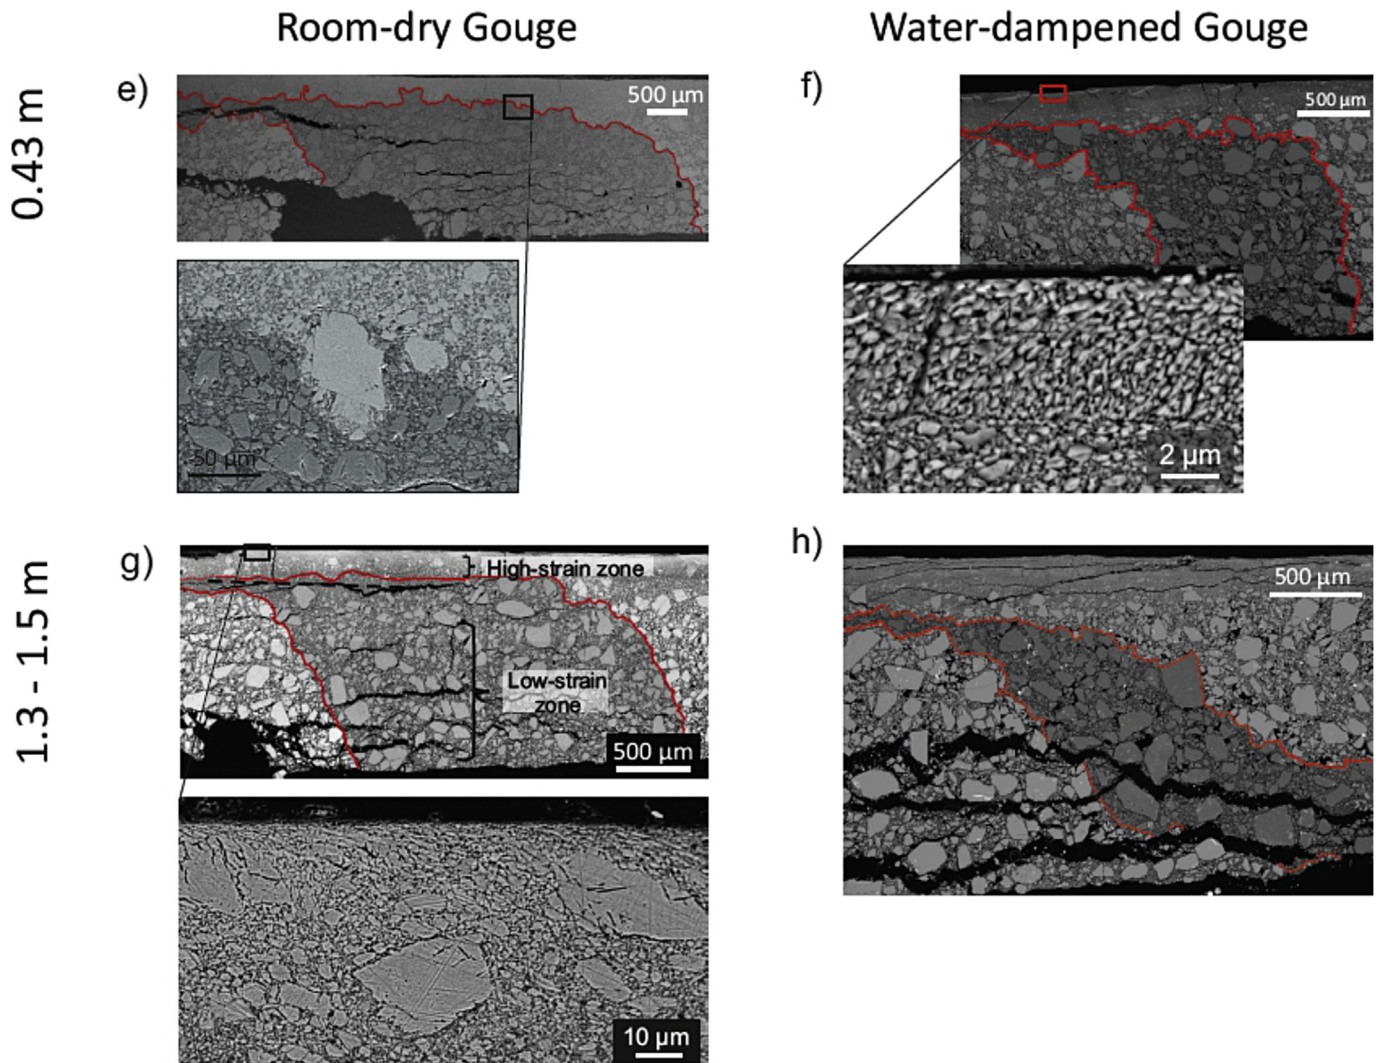 Room-dry Gouge
Water-dampened Gouge
0.43 m
e)
500 µm
f)
500 µm
50 µm
2 µm
1.3 - 1.5 m
g)
High-strain zone
Low-strain
zone
500 µm
h)
500 µm
10 µm